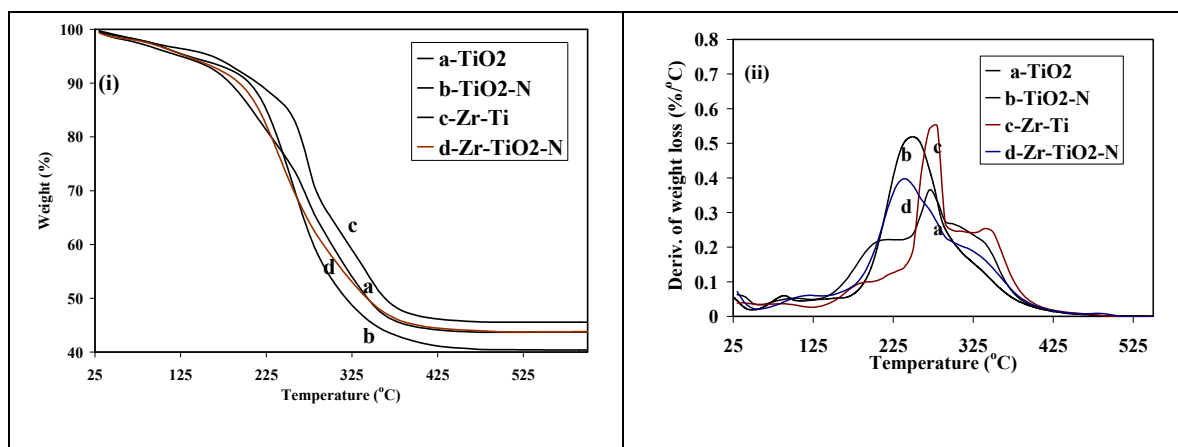 (i)
100
90
80
70
60
50
40
Weight (%)
25 125 225 325 425 525
Temperature (°C)
a-TiO2
b-TiO2-N
c-Zr-Ti
d-Zr-TiO2-N
c
d
a
b
(ii)
0.8
0.7
0.6
0.5
0.4
0.3
0.2
0.1
0
Deriv. of weight loss (%/°C)
25 125 225 325 425 525
Temperature (°C)
a-TiO2
b-TiO2-N
c-Zr-Ti
d-Zr-TiO2-N
b
c
d
a